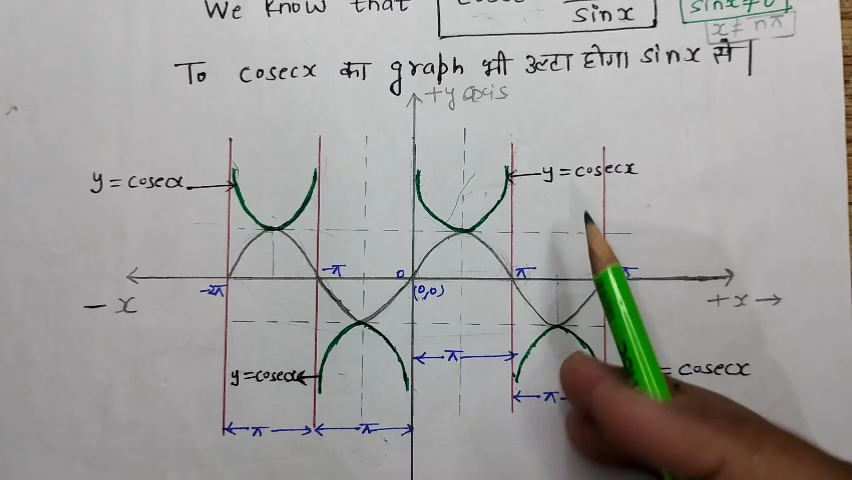 We know that
sinx
sinx≠0
x≠nπ
To cosecx का graph भी उल्टा होगा sinx से|
+y axis
y=cosecx
y=cosecx
-2π
-π
0
(0,0)
π
π
-x
+x→
π
y=cosecx
= cosecx
π
π
π